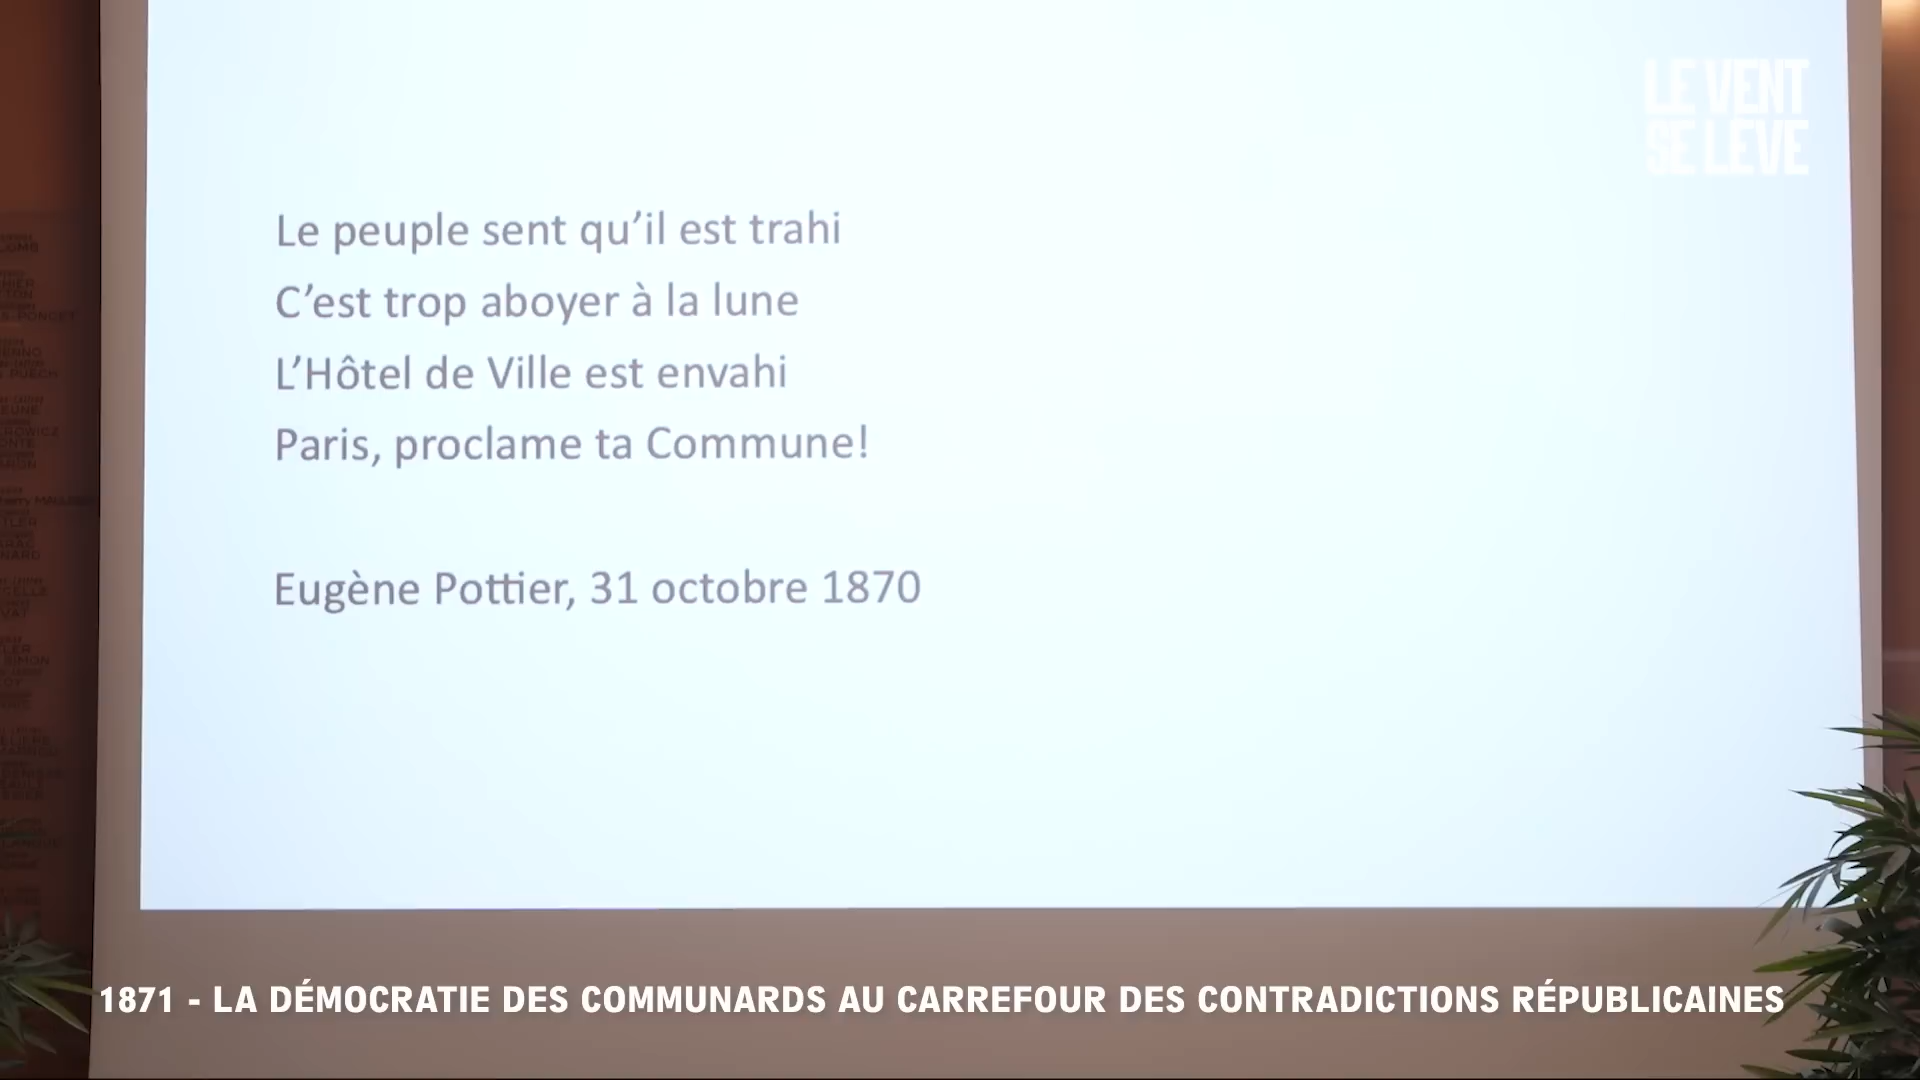 LE VENT
SE LÈVE
Le peuple sent qu’il est trahi
C’est trop aboyer à la lune
L’Hôtel de Ville est envahi
Paris, proclame ta Commune!
Eugène Pottier, 31 octobre 1870
1871 - LA DÉMOCRATIE DES COMMUNARDS AU CARREFOUR DES CONTRADICTIONS RÉPUBLICAINES